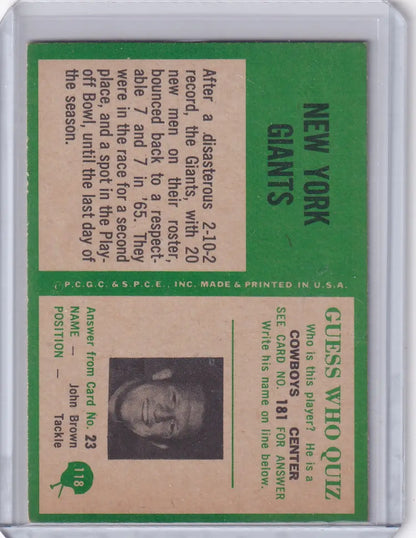 NEW YORK
GIANTS
After a disasterous 2-10-2
record, the Giants, with 20
new men on their roster,
bounced back to a respect-
able 7 and 7 in '65. They
were in the race for a second
place, and a spot in the Play-
off Bowl, until the last day of
the season.
©P.C.G.C. & S.P.C.E., INC. MADE & PRINTED IN U.S.A.
GUESS WHO QUIZ
Who is this player? He is a
COWBOYS CENTER
SEE CARD NO. 181 FOR ANSWER
Write his name on line below.
Answer from Card No. 23
NAME — John Brown
POSITION — Tackle
118